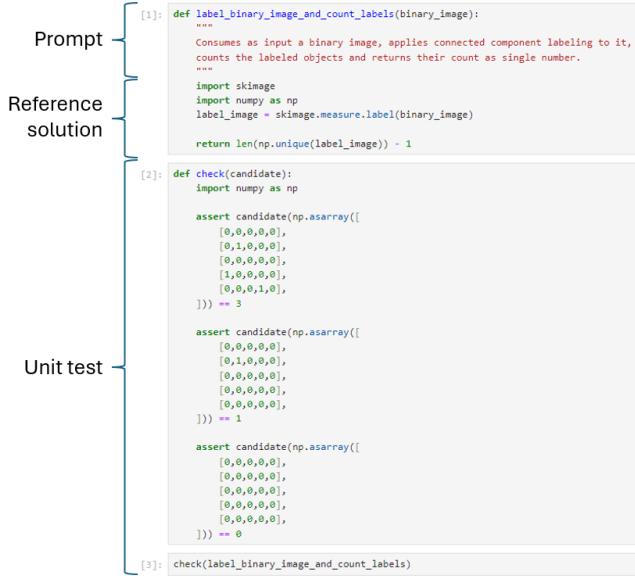 Prompt
[1]: def label_binary_image_and_count_labels(binary_image):
"""
Consumes as input a binary image, applies connected component labeling to it,
counts the labeled objects and returns their count as single number.
"""
Reference
solution
import skimage
import numpy as np
label_image = skimage.measure.label(binary_image)
return len(np.unique(label_image)) - 1
Unit test
[2]: def check(candidate):
import numpy as np
assert candidate(np.asarray([
[0,0,0,0,0],
[0,1,0,0,0],
[0,0,0,0,0],
[1,0,0,0,0],
[0,0,0,1,0],
])) == 3
assert candidate(np.asarray([
[0,0,0,0,0],
[0,1,0,0,0],
[0,0,0,0,0],
[0,0,0,0,0],
[0,0,0,0,0],
])) == 1
assert candidate(np.asarray([
[0,0,0,0,0],
[0,0,0,0,0],
[0,0,0,0,0],
[0,0,0,0,0],
[0,0,0,0,0],
])) == 0
[3]: check(label_binary_image_and_count_labels)